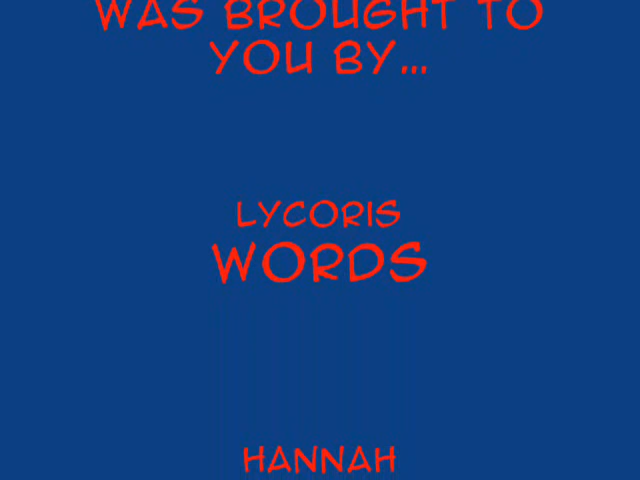 WAS BROUGHT TO
YOU BY...
LYCORIS
WORDS
HANNAH